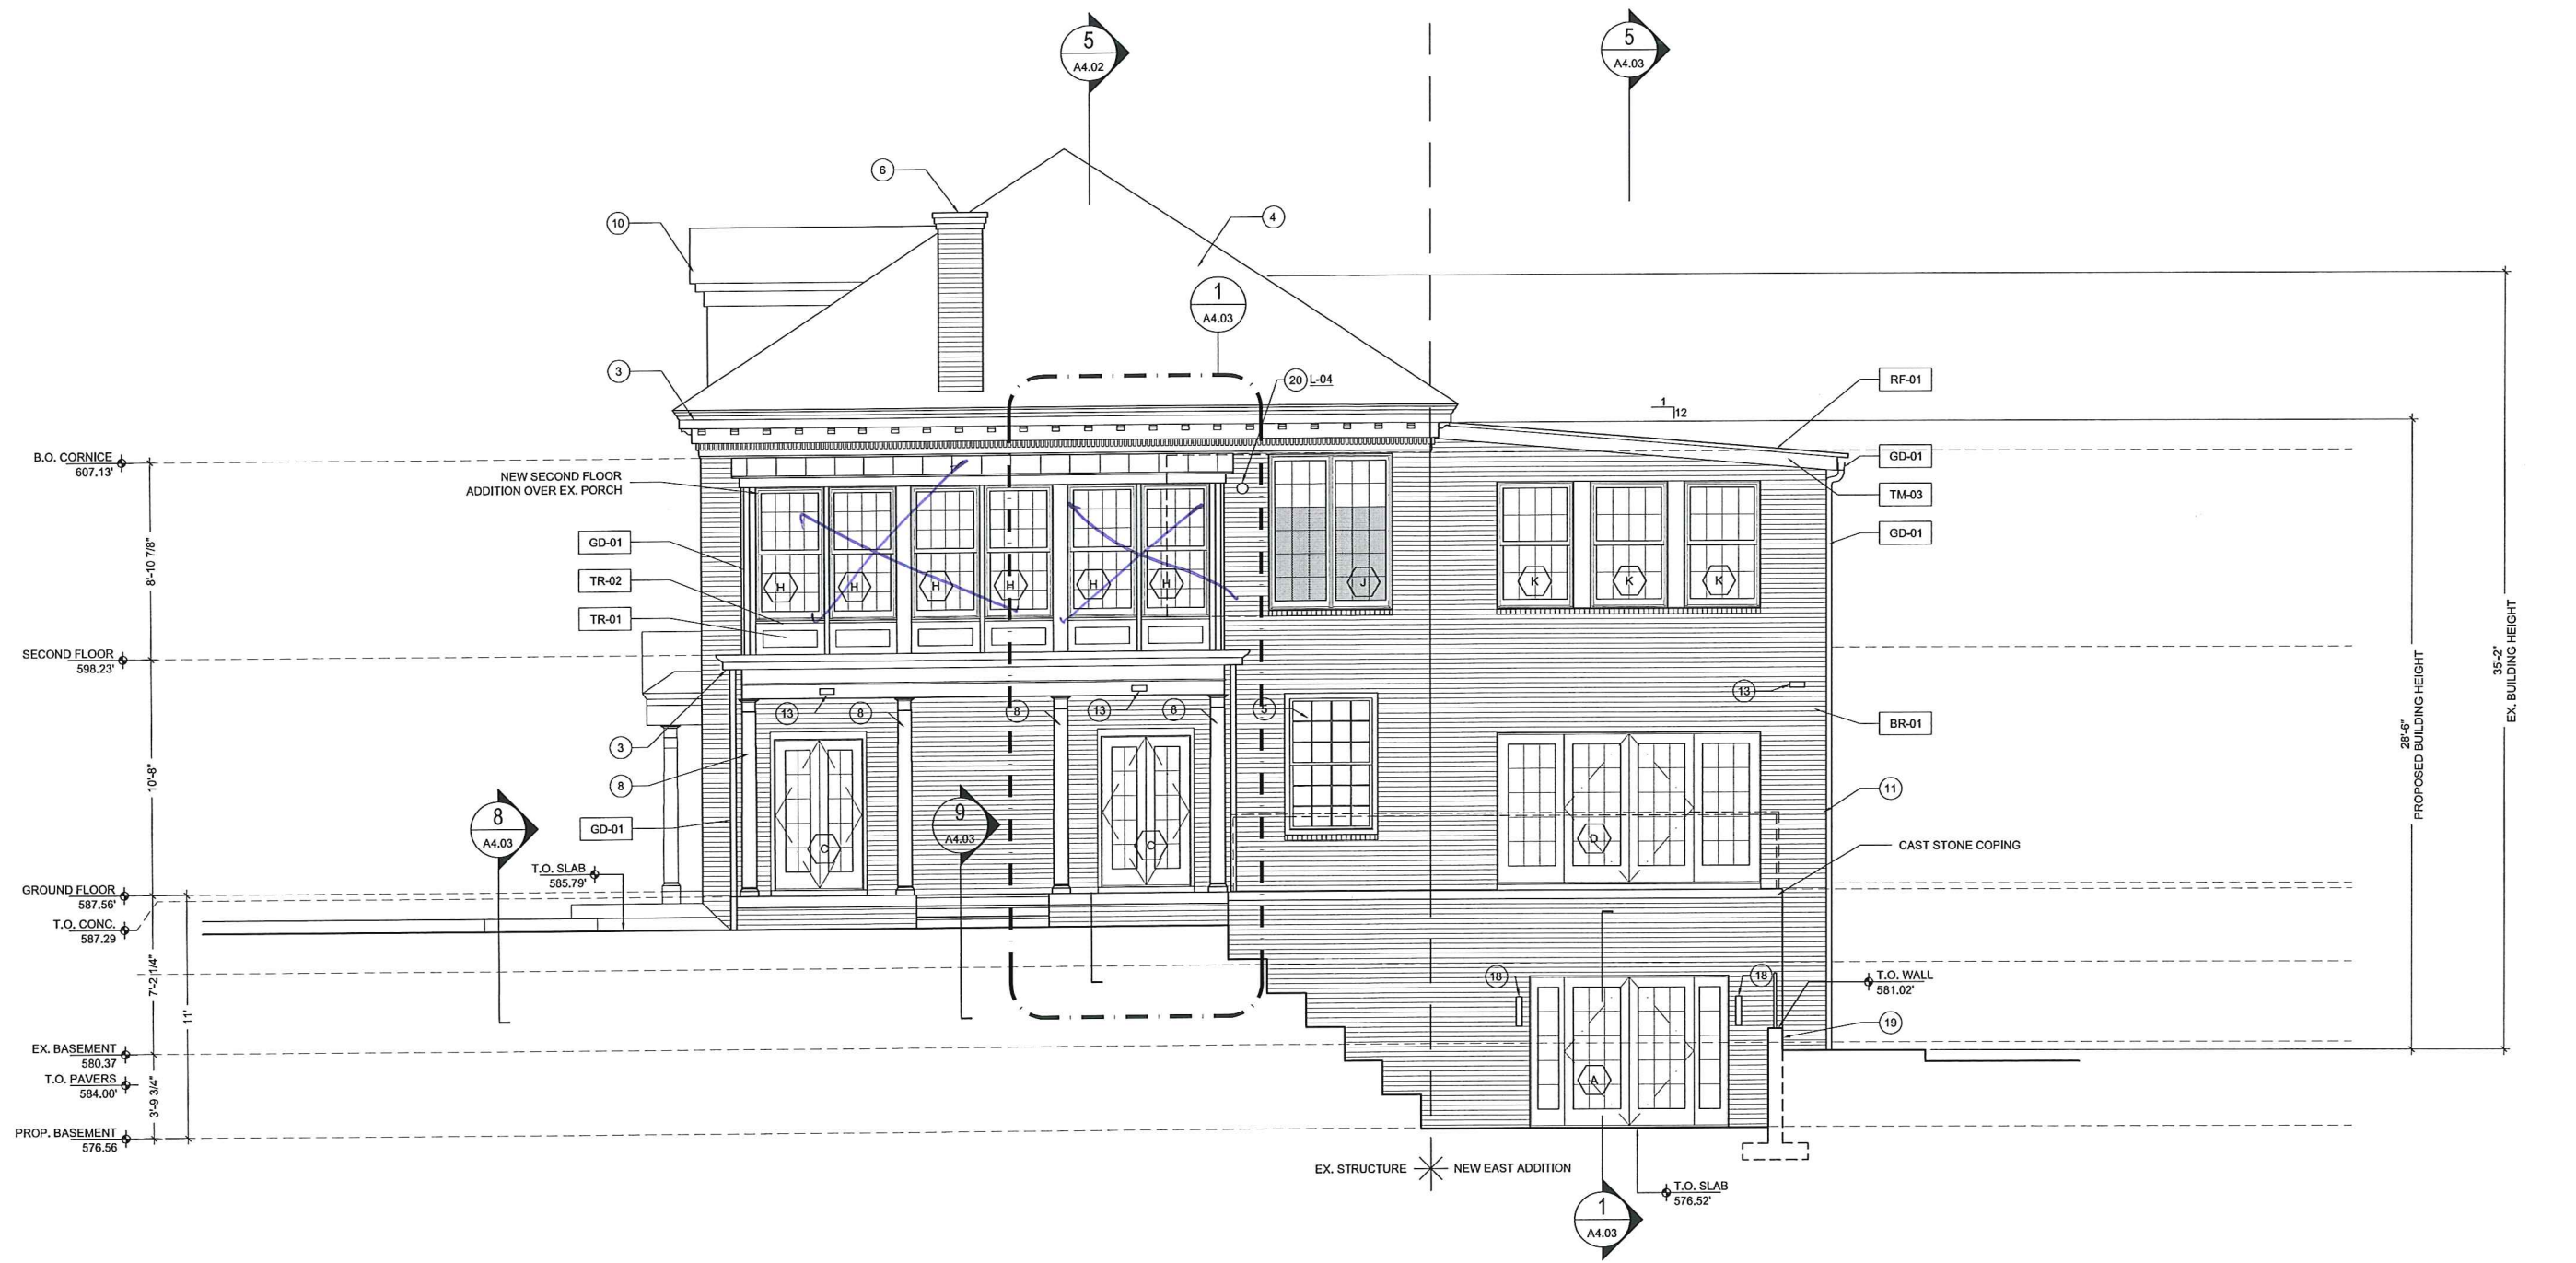 5
A4.02
5
A4.03
6
10
4
1
A4.03
3
20 L-04
RF-01
1
12
B.O. CORNICE
607.13'
GD-01
NEW SECOND FLOOR
ADDITION OVER EX. PORCH
TM-03
GD-01
GD-01
TR-02
TR-01
H
H
H
H
H
H
J
K
K
K
8'-10 7/8"
SECOND FLOOR
598.23'
13
8
8
13
8
5
13
BR-01
3
8
10'-8"
28'-6"
PROPOSED BUILDING HEIGHT
35'-2"
EX. BUILDING HEIGHT
11
8
A4.03
9
A4.03
GD-01
C
C
D
CAST STONE COPING
T.O. SLAB
585.79'
GROUND FLOOR
587.56'
T.O. CONC.
587.29
7'-2 1/4"
11'
18
18
T.O. WALL
581.02'
19
EX. BASEMENT
580.37
T.O. PAVERS
584.00'
3'-9 3/4"
A
PROP. BASEMENT
576.56
EX. STRUCTURE
NEW EAST ADDITION
T.O. SLAB
576.52'
1
A4.03